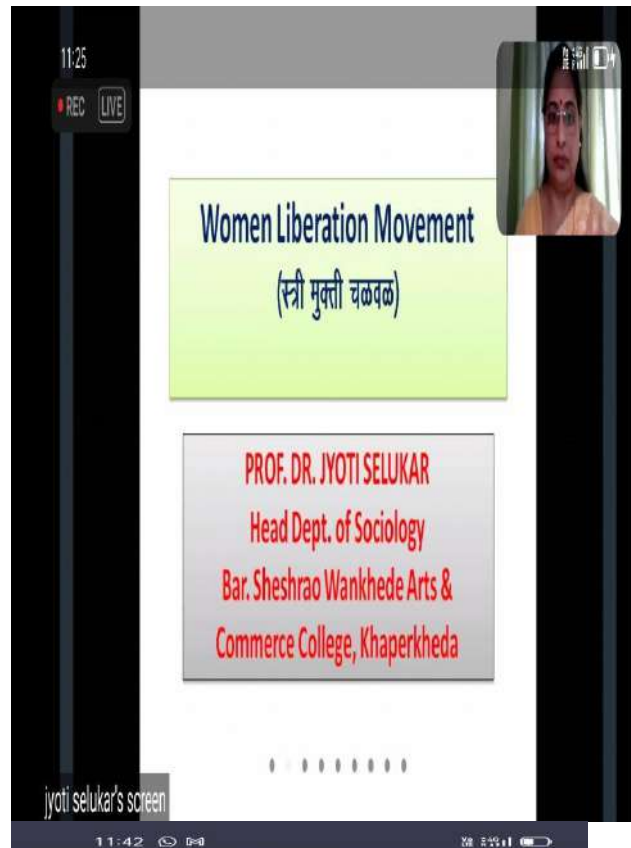 11:25
REC LIVE
Women Liberation Movement
(स्त्री मुक्ती चळवळ)
PROF. DR. JYOTI SELUKAR
Head Dept. of Sociology
Bar. Sheshrao Wankhede Arts &
Commerce College, Khaperkheda
jyoti selukar's screen
11:42